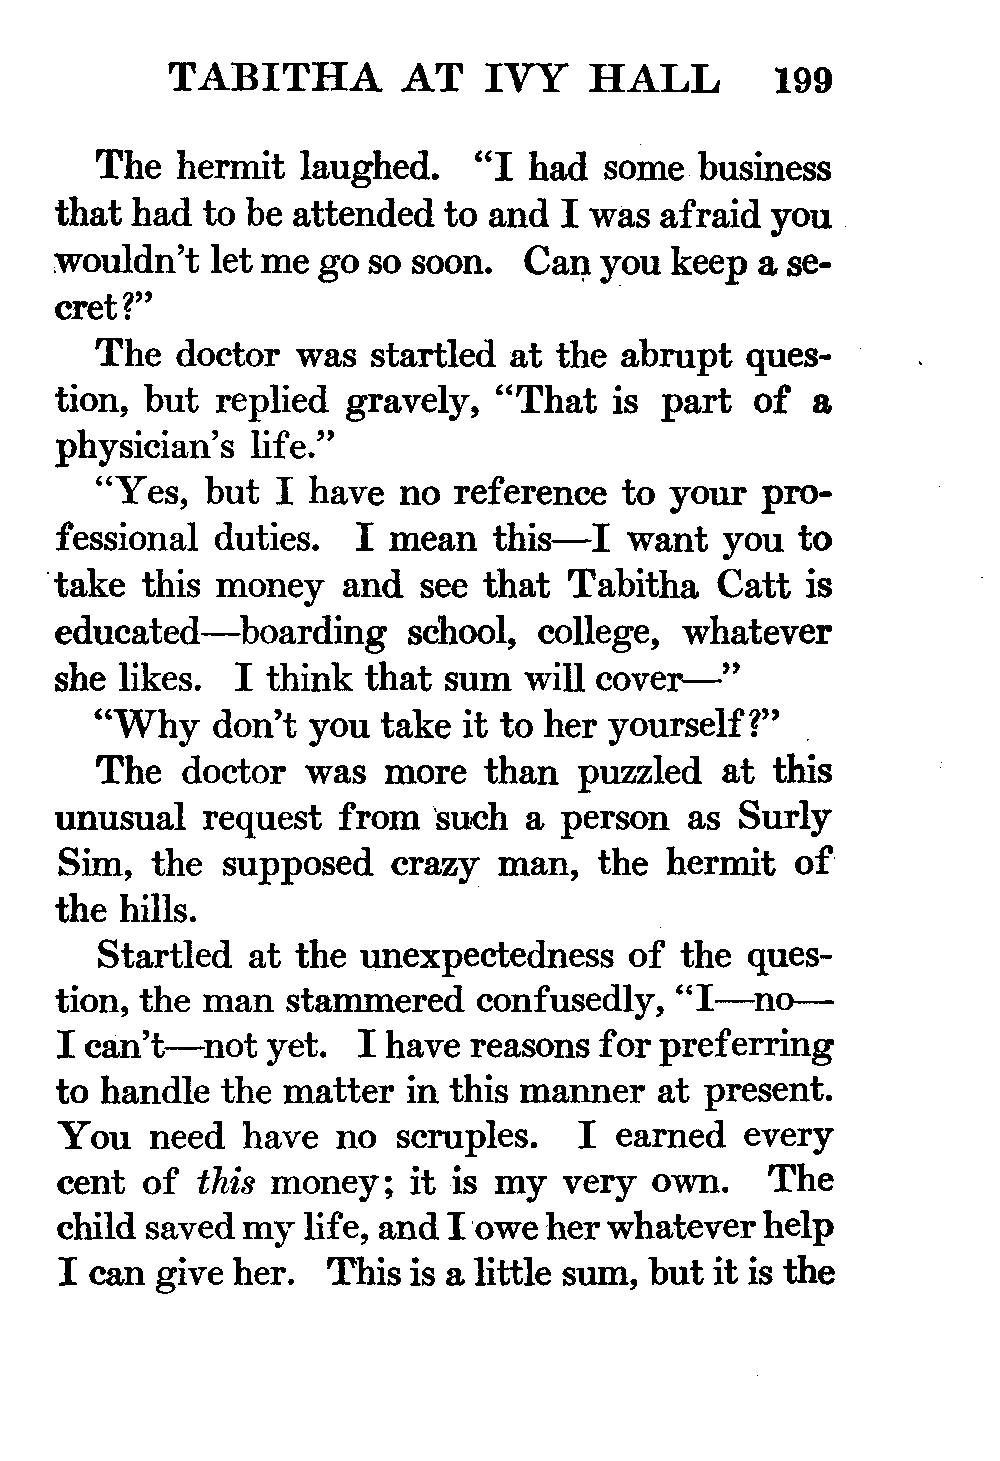 TABITHA AT IVY HALL 199
The hermit laughed. “I had some business
that had to be attended to and I was afraid you
wouldn’t let me go so soon. Can you keep a se-
cret?”
The doctor was startled at the abrupt ques-
tion, but replied gravely, “That is part of a
physician’s life.”
“Yes, but I have no reference to your pro-
fessional duties. I mean this—I want you to
take this money and see that Tabitha Catt is
educated—boarding school, college, whatever
she likes. I think that sum will cover—”
“Why don’t you take it to her yourself?”
The doctor was more than puzzled at this
unusual request from such a person as Surly
Sim, the supposed crazy man, the hermit of
the hills.
Startled at the unexpectedness of the ques-
tion, the man stammered confusedly, “I—no—
I can’t—not yet. I have reasons for preferring
to handle the matter in this manner at present.
You need have no scruples. I earned every
cent of this money; it is my very own. The
child saved my life, and I owe her whatever help
I can give her. This is a little sum, but it is the